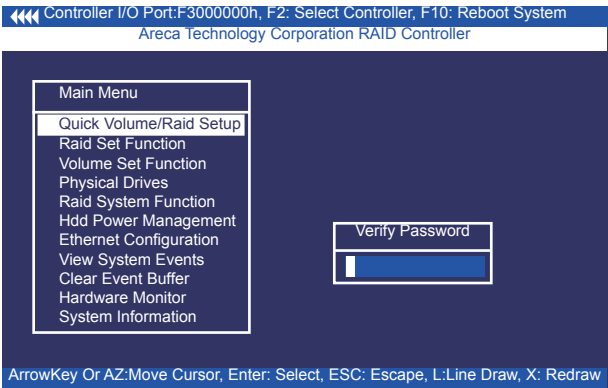 Controller I/O Port:F3000000h, F2: Select Controller, F10: Reboot System
Areca Technology Corporation RAID Controller
Main Menu
Quick Volume/Raid Setup
Raid Set Function
Volume Set Function
Physical Drives
Raid System Function
Hdd Power Management
Ethernet Configuration
View System Events
Clear Event Buffer
Hardware Monitor
System Information
Verify Password
ArrowKey Or AZ:Move Cursor, Enter: Select, ESC: Escape, L:Line Draw, X: Redraw